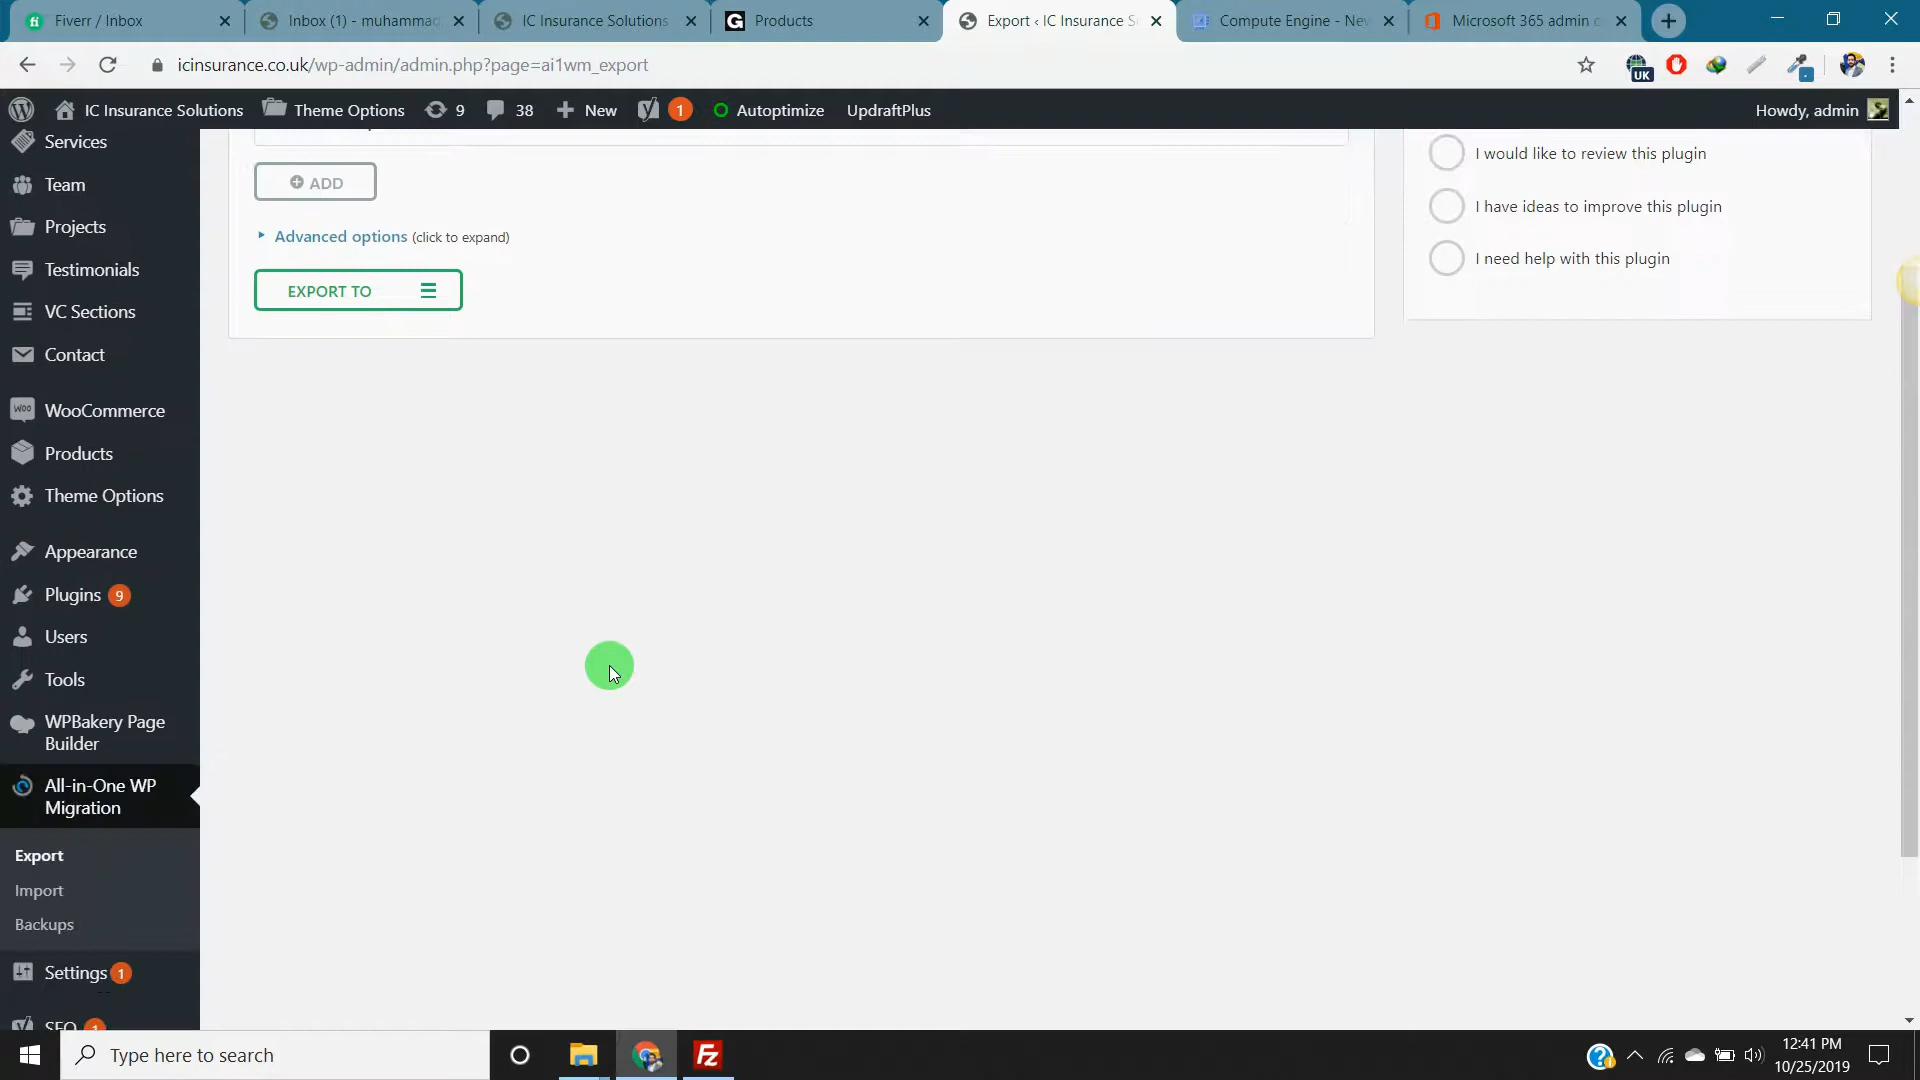 Fiverr / Inbox
Inbox (1) - muhammad
IC Insurance Solutions
Products
Export ‹ IC Insurance S
Compute Engine - New
Microsoft 365 admin c
icinsurance.co.uk/wp-admin/admin.php?page=ai1wm_export
UK
IC Insurance Solutions
Theme Options
9
38
New
1
Autoptimize
UpdraftPlus
Howdy, admin
Services
Team
Projects
Testimonials
VC Sections
Contact
WooCommerce
Products
Theme Options
Appearance
Plugins 9
Users
Tools
WPBakery Page
Builder
All-in-One WP
Migration
Export
Import
Backups
Settings 1
SEO 1
ADD
Advanced options (click to expand)
EXPORT TO
I would like to review this plugin
I have ideas to improve this plugin
I need help with this plugin
Type here to search
12:41 PM
10/25/2019